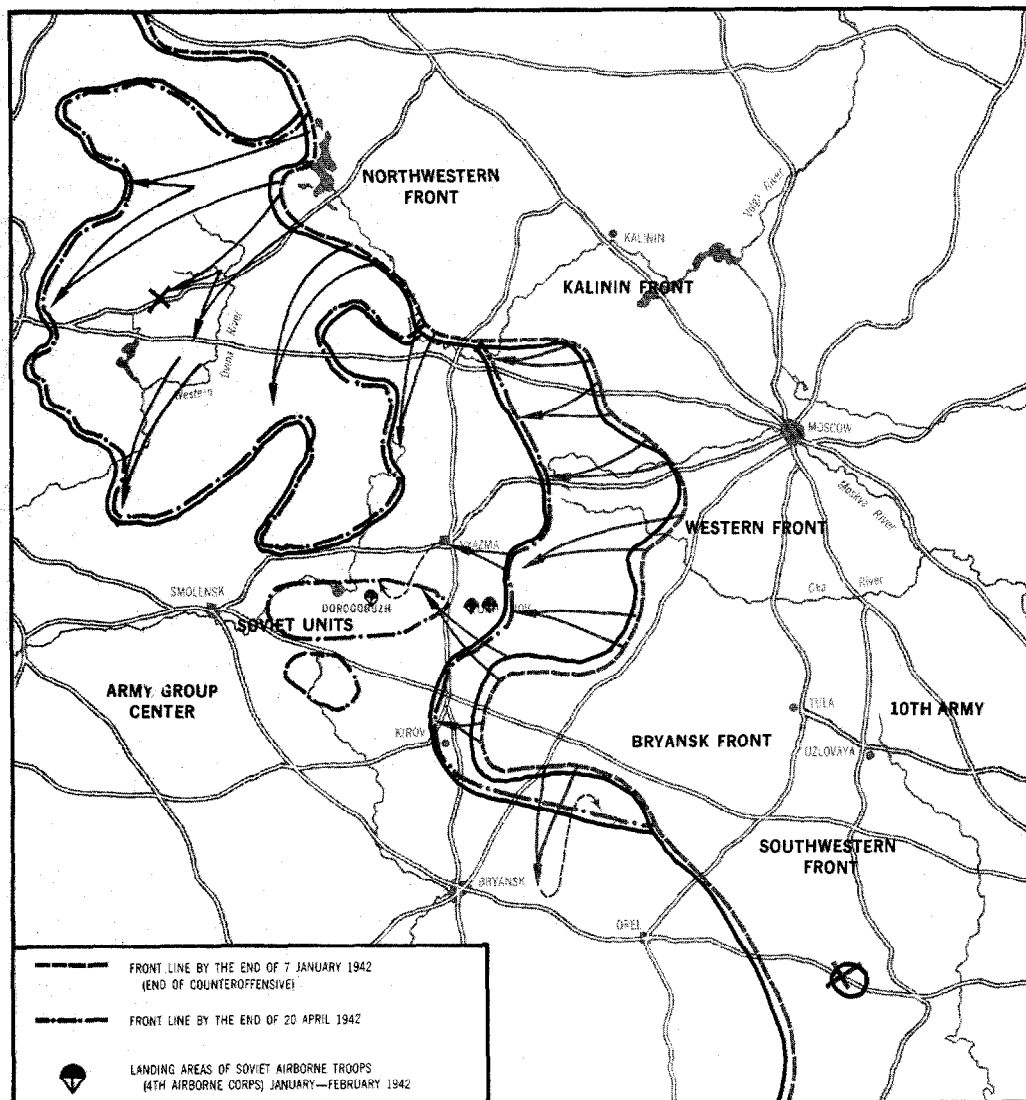 NORTHWESTERN
FRONT
Volga River
KALININ
KALININ FRONT
Dvina River
Western
MOSCOW
Moskva River
WESTERN FRONT
VYAZMA
Oka River
SMOLENSK
DOROGOBUZH
SOVIET UNITS
ARMY GROUP
CENTER
TULA
10TH ARMY
KIROV
BRYANSK FRONT
UZLOVAYA
SOUTHWESTERN
FRONT
BRYANSK
OREL
FRONT LINE BY THE END OF 7 JANUARY 1942
(END OF COUNTEROFFENSIVE)
FRONT LINE BY THE END OF 20 APRIL 1942
LANDING AREAS OF SOVIET AIRBORNE TROOPS
(4TH AIRBORNE CORPS) JANUARY—FEBRUARY 1942